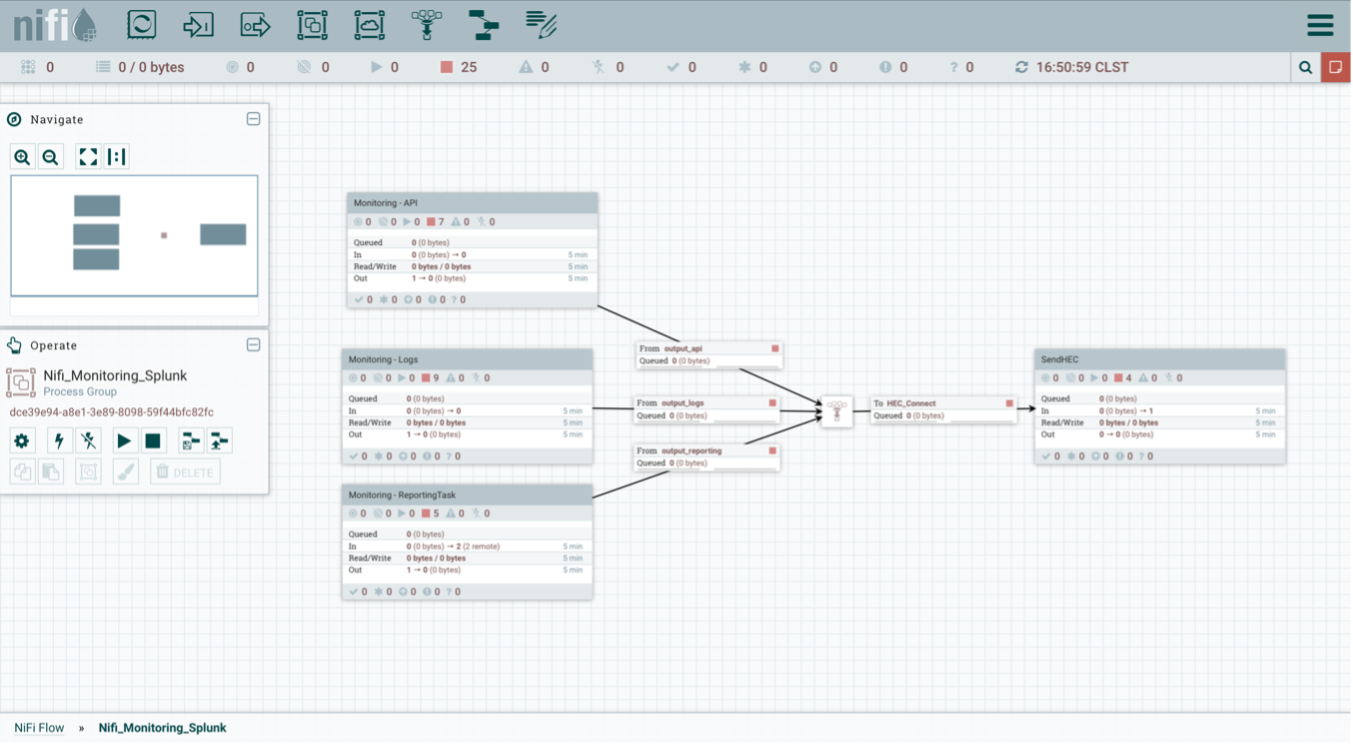 nifi
0 0 / 0 bytes 0 0 0 25 0 0 0 0 0 0 ? 0 16:50:59 CLST
Navigate
Operate
Nifi_Monitoring_Splunk
Process Group
dce39e94-a8e1-3e89-8098-59f44bfc82fc
DELETE
Monitoring - API
0 0 0 7 0 0
Queued 0 (0 bytes)
In 0 (0 bytes) → 0 5 min
Read/Write 0 bytes / 0 bytes 5 min
Out 1 → 0 (0 bytes) 5 min
0 0 0 0 ? 0
From output_api
Queued 0 (0 bytes)
Monitoring - Logs
0 0 0 9 0 0
Queued 0 (0 bytes)
In 0 (0 bytes) → 0 5 min
Read/Write 0 bytes / 0 bytes 5 min
Out 1 → 0 (0 bytes) 5 min
0 0 0 0 ? 0
From output_logs
Queued 0 (0 bytes)
To HEC_Connect
Queued 0 (0 bytes)
SendHEC
0 0 0 4 0 0
Queued 0 (0 bytes)
In 0 (0 bytes) → 1 5 min
Read/Write 0 bytes / 0 bytes 5 min
Out 0 → 0 (0 bytes) 5 min
0 0 0 0 ? 0
From output_reporting
Queued 0 (0 bytes)
Monitoring - ReportingTask
0 0 0 5 0 0
Queued 0 (0 bytes)
In 0 (0 bytes) → 2 (2 remote) 5 min
Read/Write 0 bytes / 0 bytes 5 min
Out 1 → 0 (0 bytes) 5 min
0 0 0 0 ? 0
NiFi Flow » Nifi_Monitoring_Splunk